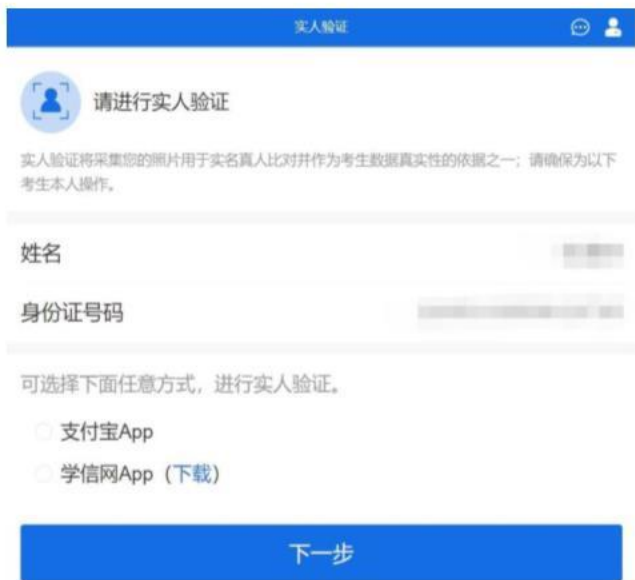 实人验证
请进行实人验证
实人验证将采集您的照片用于实名真人比对并作为考生数据真实性的依据之一；请确保为以下
考生本人操作。
姓名
身份证号码
可选择下面任意方式，进行实人验证。
支付宝App
学信网App（下载）
下一步